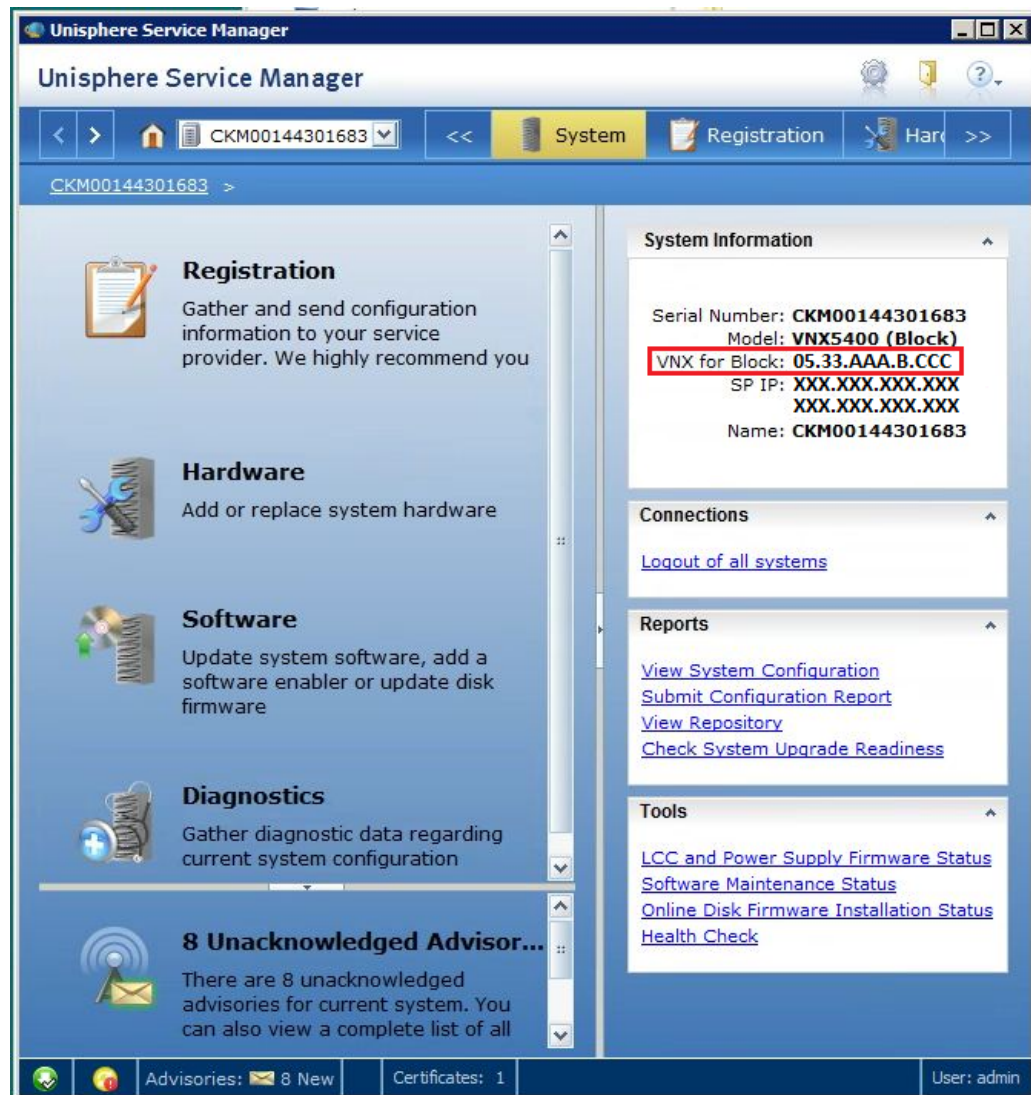 Unisphere Service Manager
Unisphere Service Manager
CKM00144301683
<<
System
Registration
Hard
>>
CKM00144301683 >
Registration
Gather and send configuration
information to your service
provider. We highly recommend you
Hardware
Add or replace system hardware
Software
Update system software, add a
software enabler or update disk
firmware
Diagnostics
Gather diagnostic data regarding
current system configuration
8 Unacknowledged Advisor...
There are 8 unacknowledged
advisories for current system. You
can also view a complete list of all
System Information
Serial Number: CKM00144301683
Model: VNX5400 (Block)
VNX for Block: 05.33.AAA.B.CCC
SP IP: XXX.XXX.XXX.XXX
XXX.XXX.XXX.XXX
Name: CKM00144301683
Connections
Logout of all systems
Reports
View System Configuration
Submit Configuration Report
View Repository
Check System Upgrade Readiness
Tools
LCC and Power Supply Firmware Status
Software Maintenance Status
Online Disk Firmware Installation Status
Health Check
Advisories: 8 New
Certificates: 1
User: admin